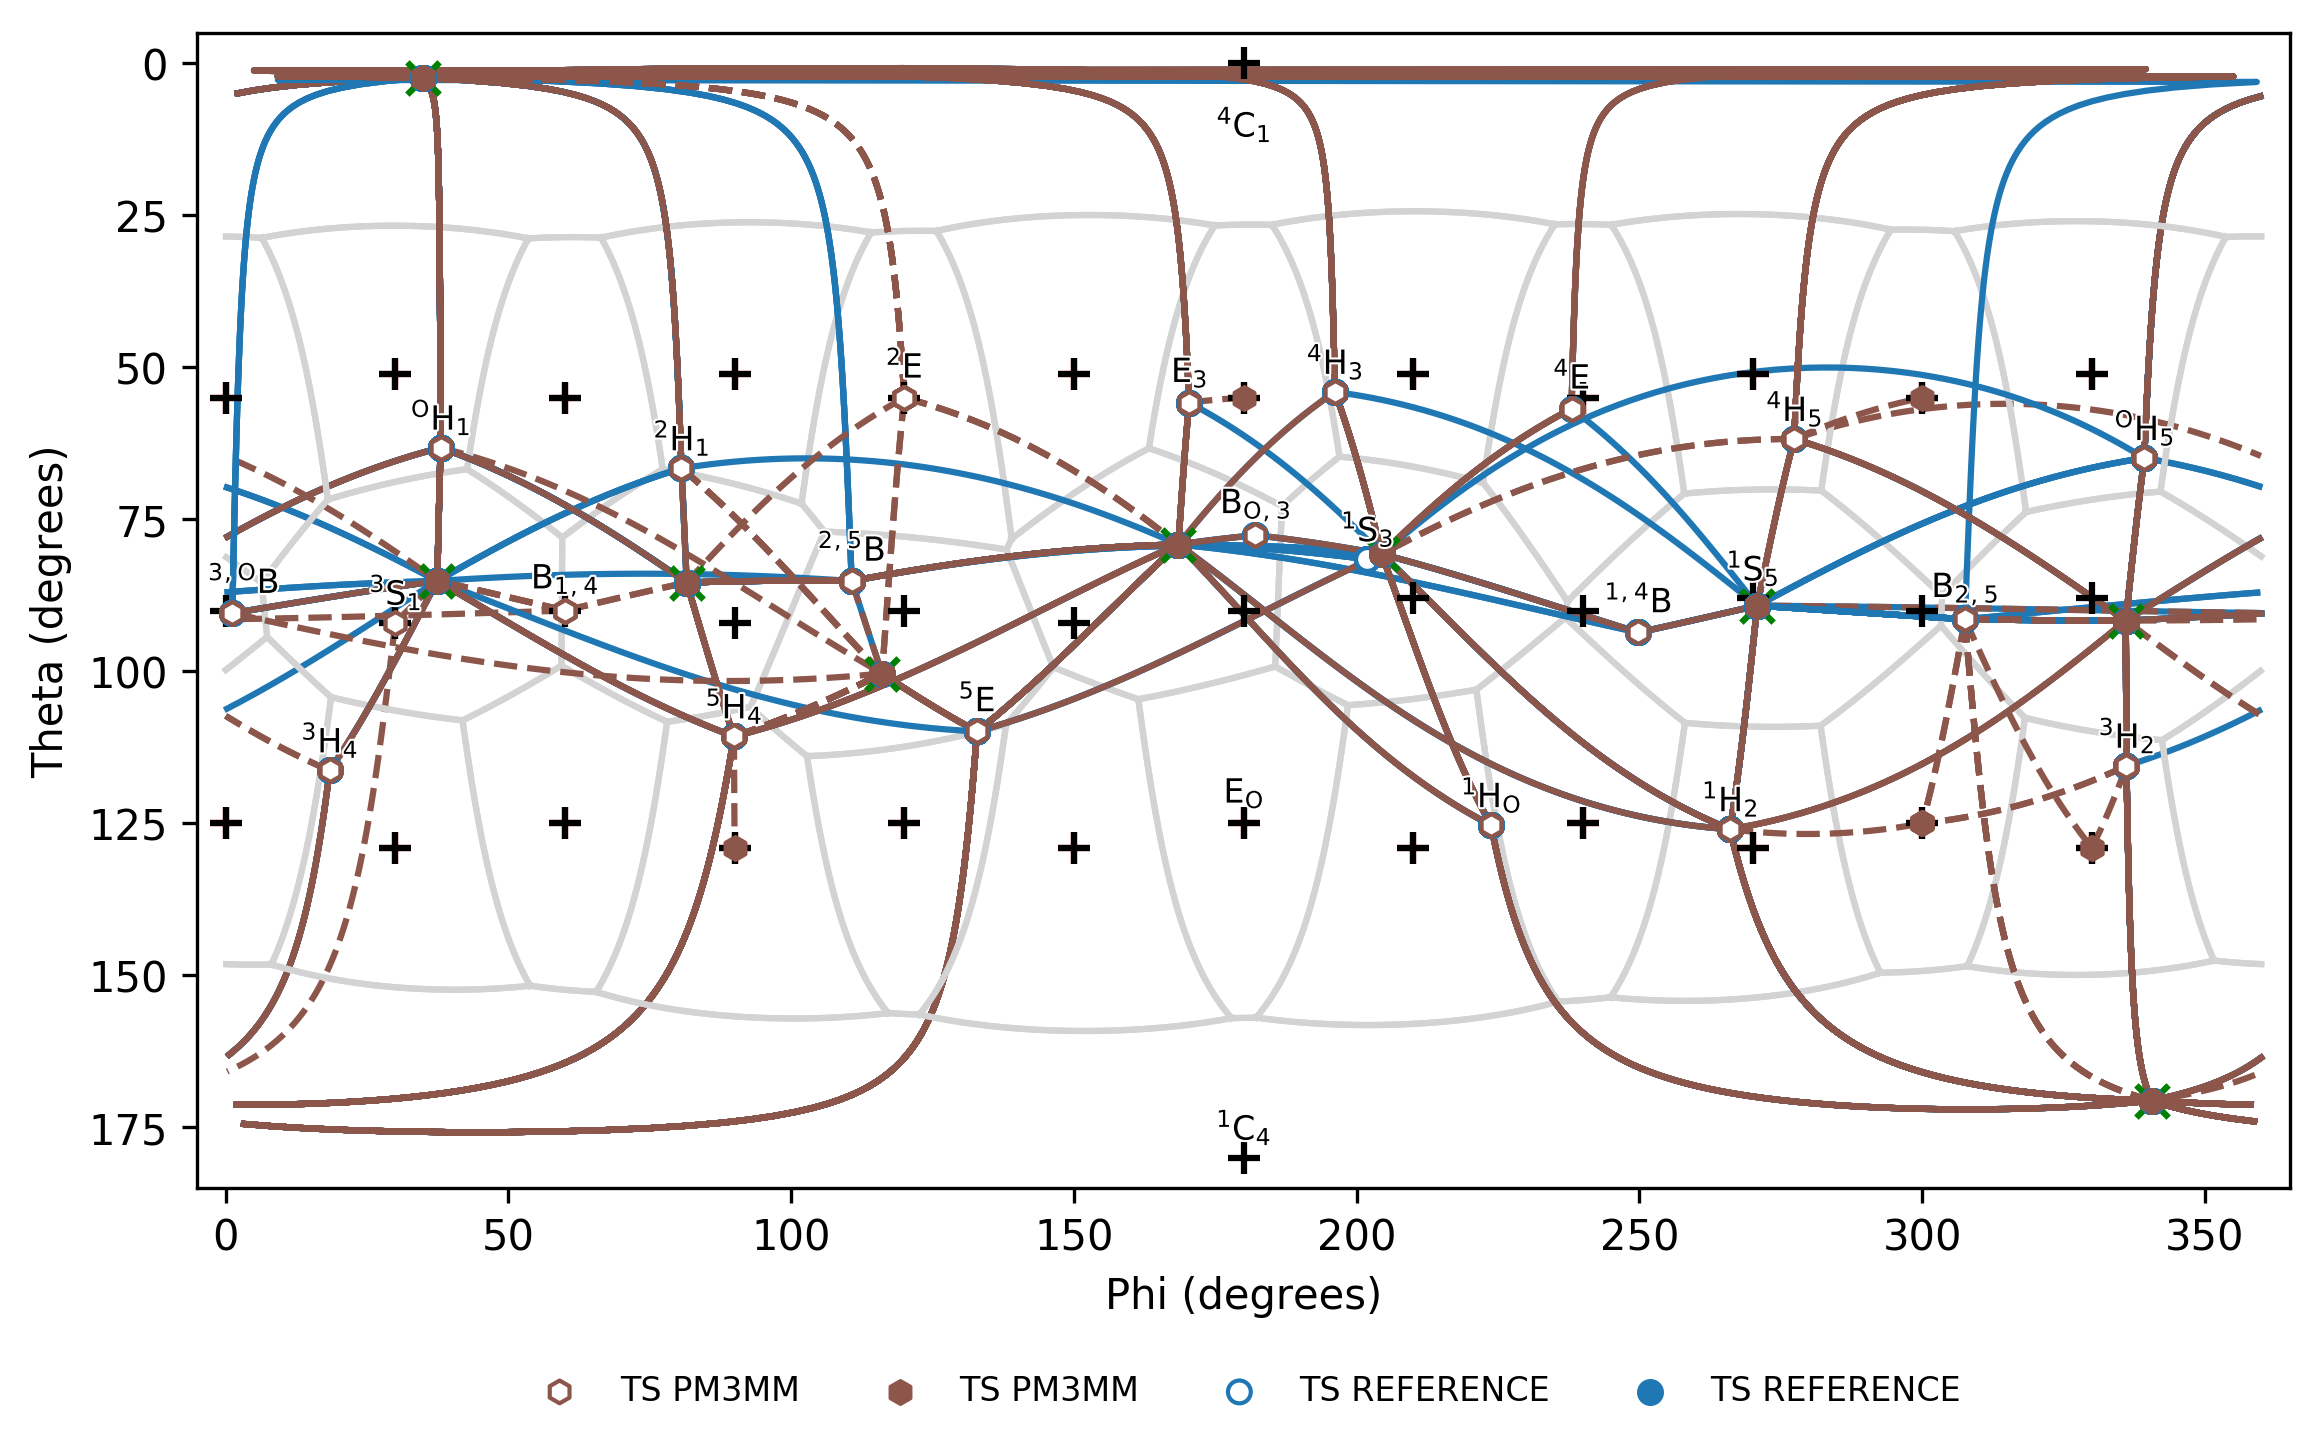 0
⁴C₁
25
50
²E
E₃
⁴H₃
⁴E
⁴H₅
ᴼH₁
²H₁
ᴼH₅
75
B_O,3
¹S₃
²,⁵B
³,ᴼB
³S₁
B₁,₄
¹,⁴B
¹S₅
B₂,₅
100
⁵H₄
⁵E
³H₄
³H₂
125
E_O
¹H_O
¹H₂
150
175
¹C₄
0 50 100 150 200 250 300 350
Theta (degrees)
Phi (degrees)
TS PM3MM TS PM3MM TS REFERENCE TS REFERENCE